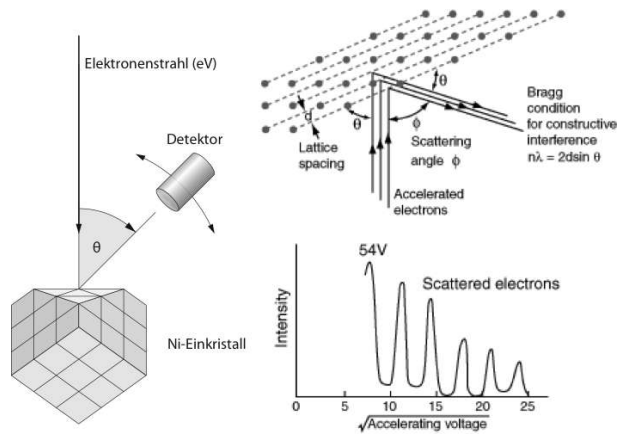 Elektronenstrahl (eV)
Detektor
θ
Ni-Einkristall
θ
d
θ
Lattice
spacing
ϕ
Scattering
angle ϕ
Accelerated
electrons
Bragg
condition
for constructive
interference
nλ = 2dsin θ
54V
Scattered electrons
Intensity
0 5 10 15 20 25
√Accelerating voltage